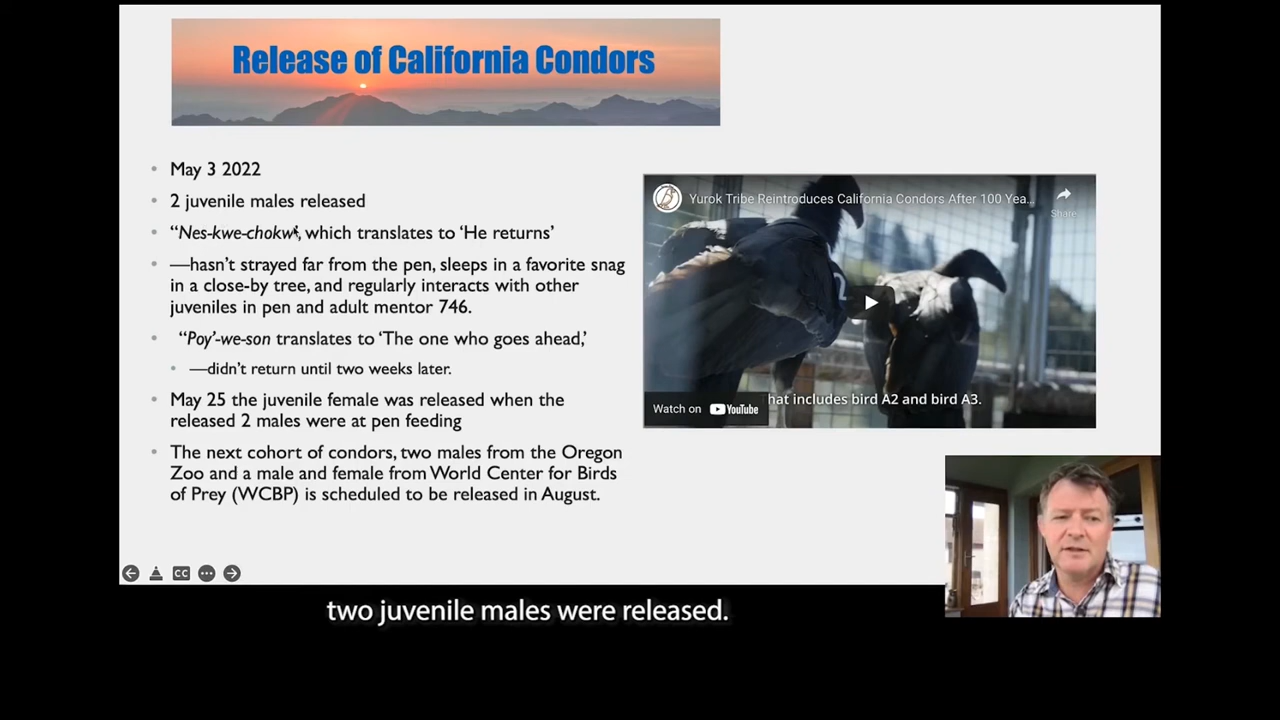 Release of California Condors
May 3 2022
2 juvenile males released
“Nes-kwe-chokw', which translates to ‘He returns’
—hasn’t strayed far from the pen, sleeps in a favorite snag
in a close-by tree, and regularly interacts with other
juveniles in pen and adult mentor 746.
“Poy’-we-son translates to ‘The one who goes ahead,’
—didn’t return until two weeks later.
May 25 the juvenile female was released when the
released 2 males were at pen feeding
The next cohort of condors, two males from the Oregon
Zoo and a male and female from World Center for Birds
of Prey (WCBP) is scheduled to be released in August.
Yurok Tribe Reintroduces California Condors After 100 Yea...
Share
2
hat includes bird A2 and bird A3.
Watch on YouTube
CC
two juvenile males were released.